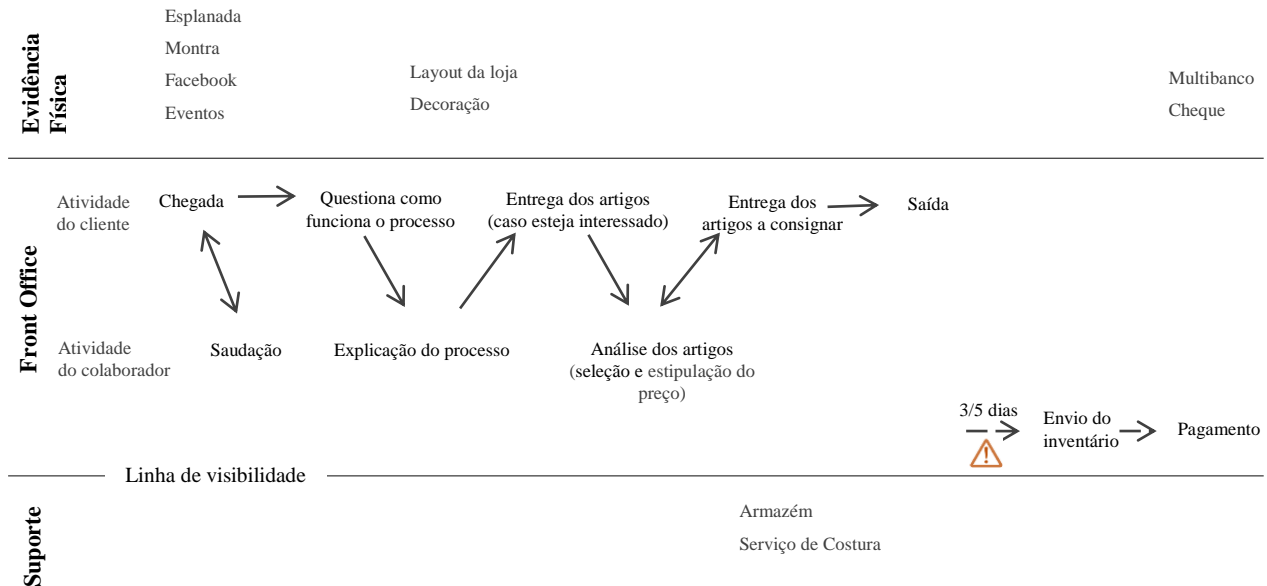 Evidência
Física
Esplanada
Montra
Facebook
Eventos
Layout da loja
Decoração
Multibanco
Cheque
Front Office
Atividade
do cliente
Chegada
Questiona como
funciona o processo
Entrega dos artigos
(caso esteja interessado)
Entrega dos
artigos a consignar
Saída
Atividade
do colaborador
Saudação
Explicação do processo
Análise dos artigos
(seleção e estipulação do
preço)
3/5 dias
Envio do
inventário
Pagamento
Linha de visibilidade
Suporte
Armazém
Serviço de Costura